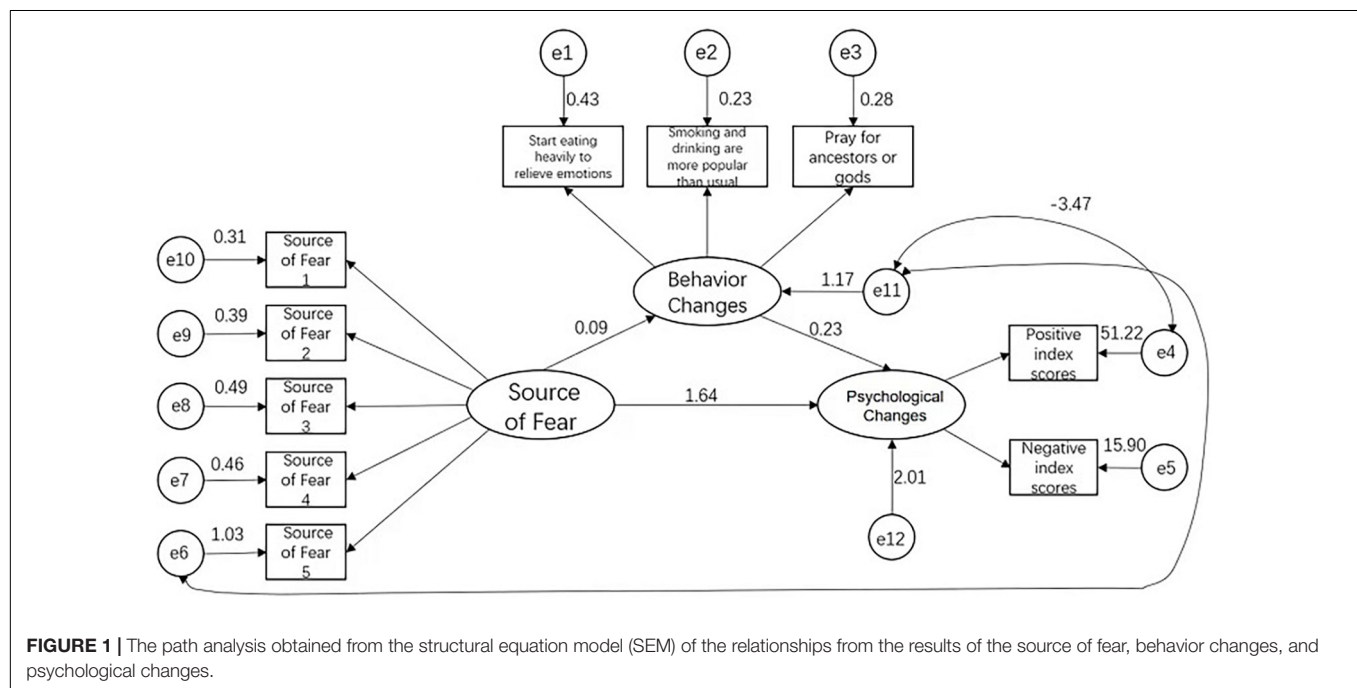 e1
e2
e3
0.43
0.23
0.28
Start eating
heavily to
relieve emotions
Smoking and
drinking are
more popular
than usual
Pray for
ancestors or
gods
-3.47
e10
0.31
Source
of Fear
1
Behavior
Changes
1.17
e11
e9
0.39
Source
of Fear
2
0.09
0.23
Positive
index
scores
51.22
e4
e8
0.49
Source
of Fear
3
Source
of Fear
1.64
Psychological
Changes
e7
0.46
Source
of Fear
4
Negative
index
scores
15.90
e5
2.01
e6
1.03
Source
of Fear
5
e12
FIGURE 1 | The path analysis obtained from the structural equation model (SEM) of the relationships from the results of the source of fear, behavior changes, and
psychological changes.